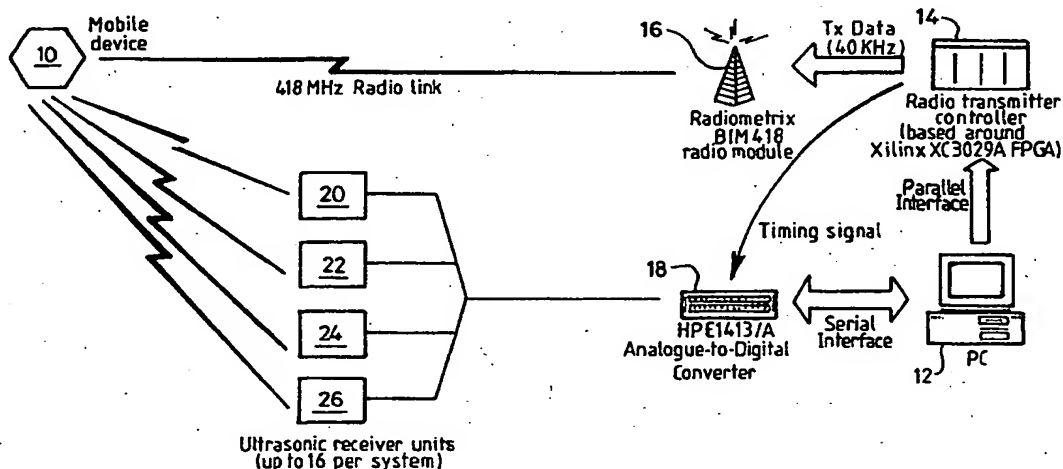 10
Mobile
device
418 MHz Radio link
16
Radiometrix
BIM 418
radio module
Tx Data
(40 KHz)
14
Radio transmitter
controller
(based around
Xilinx XC3029A FPGA)
Parallel
Interface
Timing signal
20
22
24
26
Ultrasonic receiver units
(up to 16 per system)
18
HP E1413/A
Analogue-to-Digital
Converter
Serial
Interface
12
PC